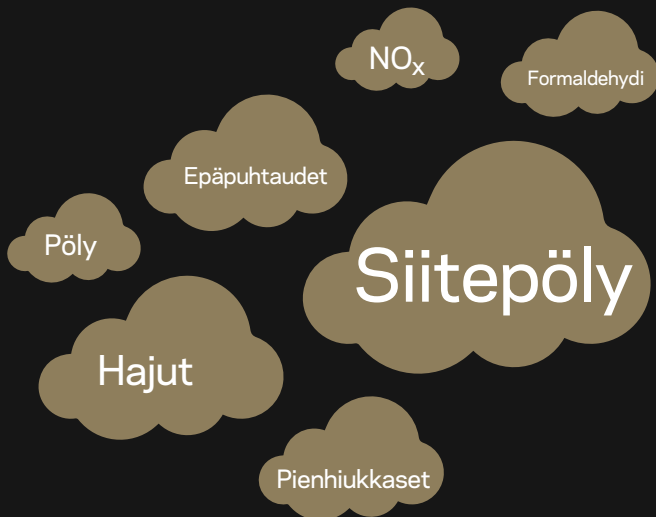 NOx
Formaldehydi
Epäpuhtaudet
Pöly
Siitepöly
Hajut
Pienhiukkaset